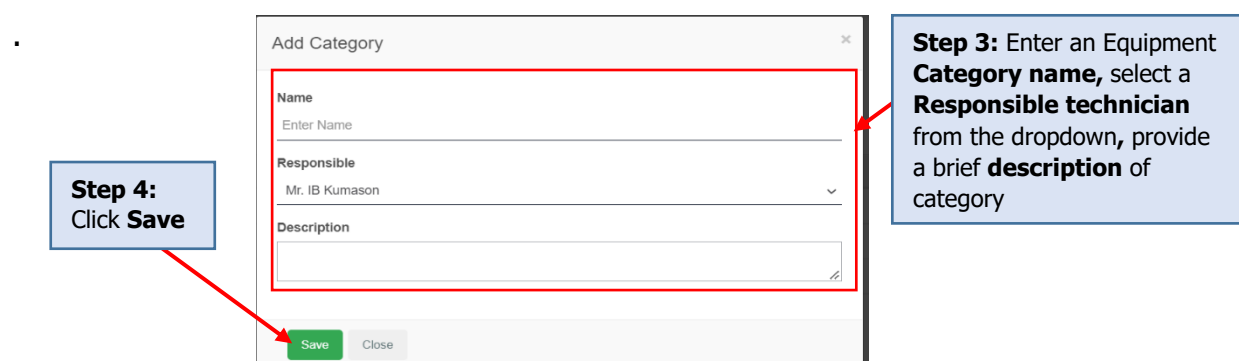 .
Add Category ×
Name
Enter Name
Responsible
Mr. IB Kumason
Description
Save Close
Step 3: Enter an Equipment
Category name, select a
Responsible technician
from the dropdown, provide
a brief description of
category
Step 4:
Click Save